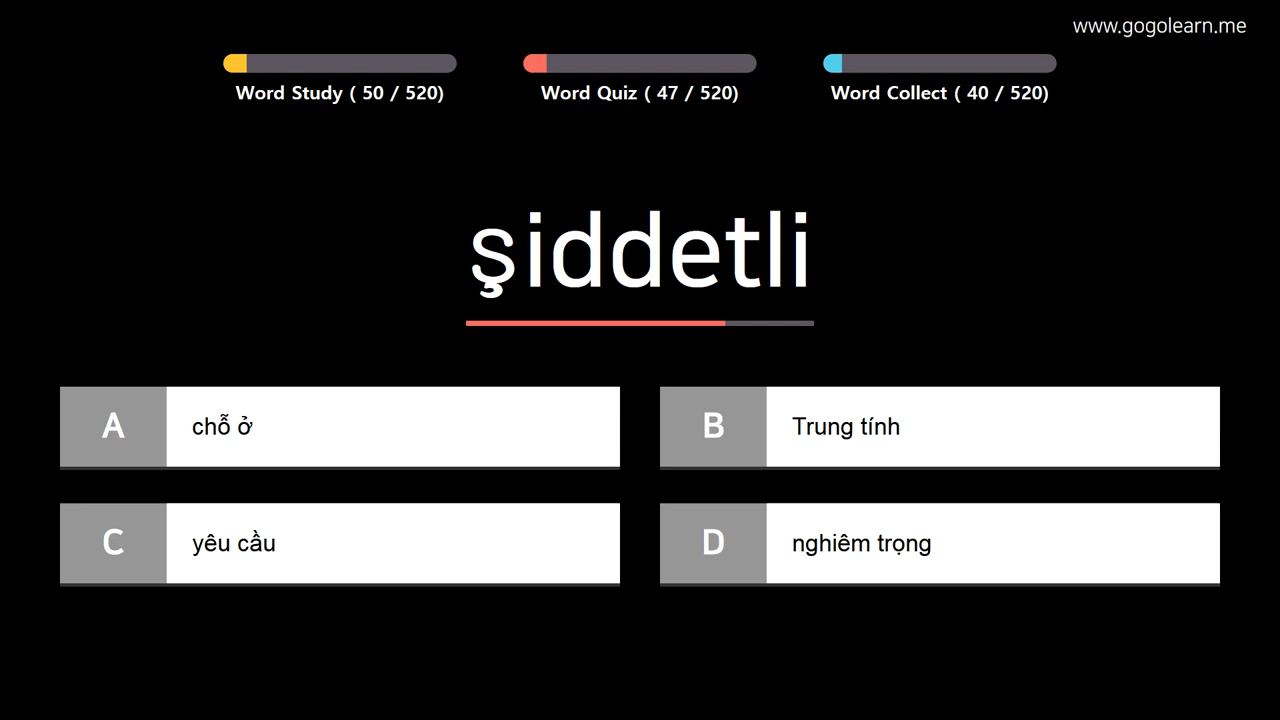 www.gogolearn.me
Word Study ( 50 / 520)
Word Quiz ( 47 / 520)
Word Collect ( 40 / 520)
şiddetli
A chỗ ở
B Trung tính
C yêu cầu
D nghiêm trọng